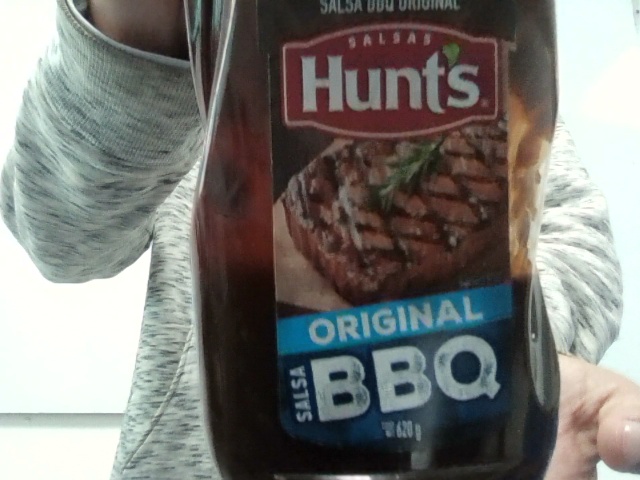 SALSA BBQ ORIGINAL
SALSAS
Hunt's®
ORIGINAL
SALSA
BBQ
620 g